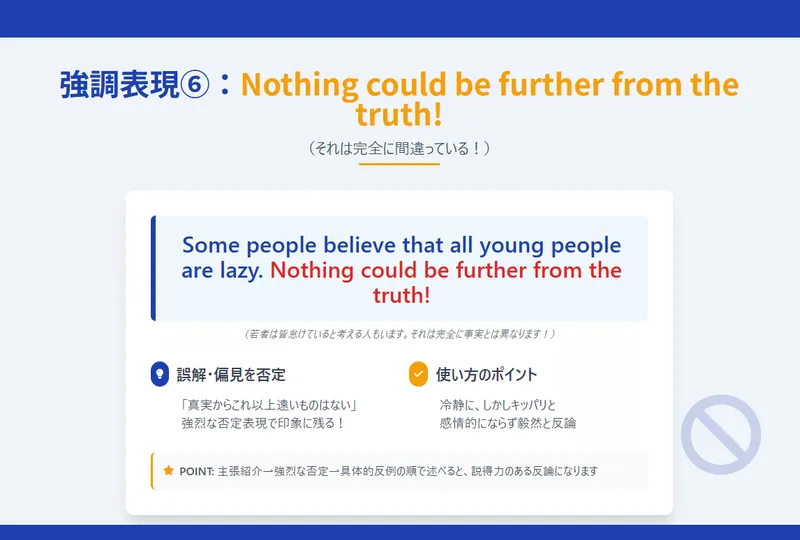 強調表現⑥：Nothing could be further from the
truth!
（それは完全に間違っている！）
Some people believe that all young people
are lazy. Nothing could be further from the
truth!
（若者は皆怠けていると考える人もいます。それは完全に事実とは異なります！）
誤解・偏見を否定
「真実からこれ以上遠いものはない」
強烈な否定表現で印象に残る！
使い方のポイント
冷静に、しかしキッパリと
感情的にならず毅然と反論
POINT: 主張紹介→強烈な否定→具体的反例の順で述べると、説得力のある反論になります